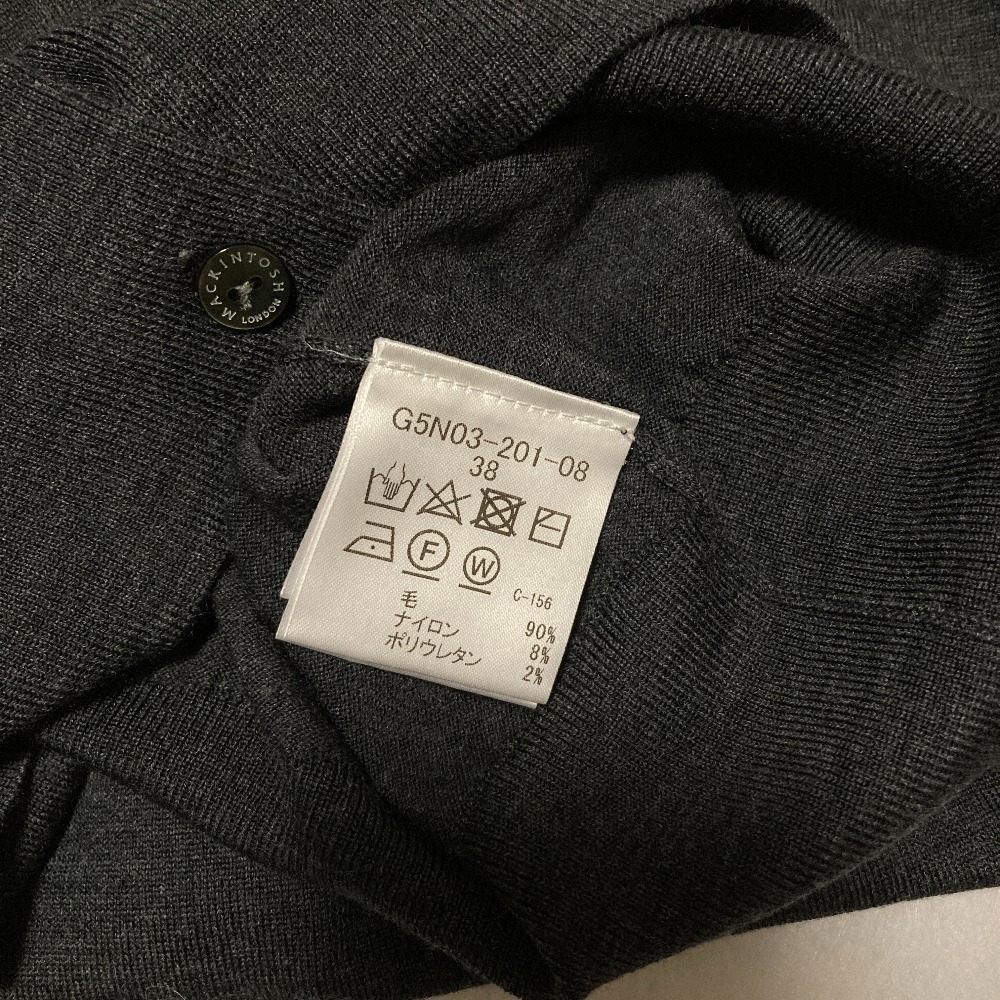 MACKINTOSH
LONDON
G5N03-201-08
38
F
W
C-156
毛 90%
ナイロン 8%
ポリウレタン 2%